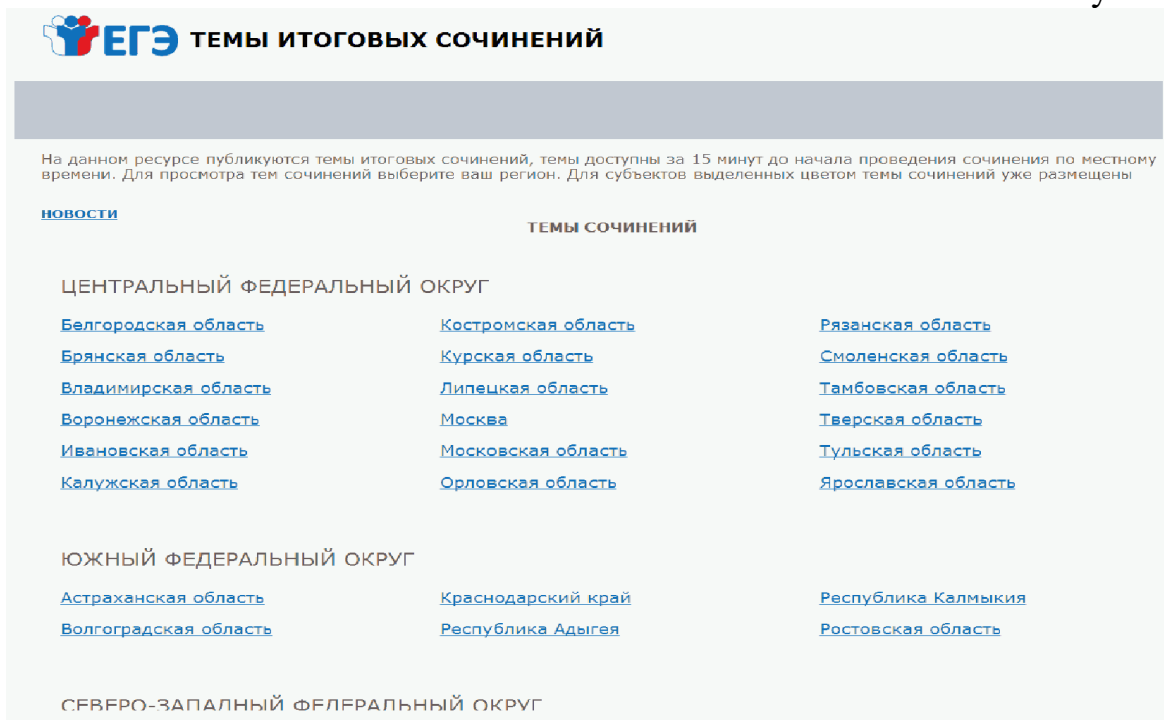 ЕГЭ ТЕМЫ ИТОГОВЫХ СОЧИНЕНИЙ
На данном ресурсе публикуются темы итоговых сочинений, темы доступны за 15 минут до начала проведения сочинения по местному
времени. Для просмотра тем сочинений выберите ваш регион. Для субъектов выделенных цветом темы сочинений уже размещены
НОВОСТИ
ТЕМЫ СОЧИНЕНИЙ
ЦЕНТРАЛЬНЫЙ ФЕДЕРАЛЬНЫЙ ОКРУГ
Белгородская область Костромская область Рязанская область
Брянская область Курская область Смоленская область
Владимирская область Липецкая область Тамбовская область
Воронежская область Москва Тверская область
Ивановская область Московская область Тульская область
Калужская область Орловская область Ярославская область
ЮЖНЫЙ ФЕДЕРАЛЬНЫЙ ОКРУГ
Астраханская область Краснодарский край Республика Калмыкия
Волгоградская область Республика Адыгея Ростовская область
СЕВЕРО-ЗАПАДНЫЙ ФЕДЕРАЛЬНЫЙ ОКРУГ